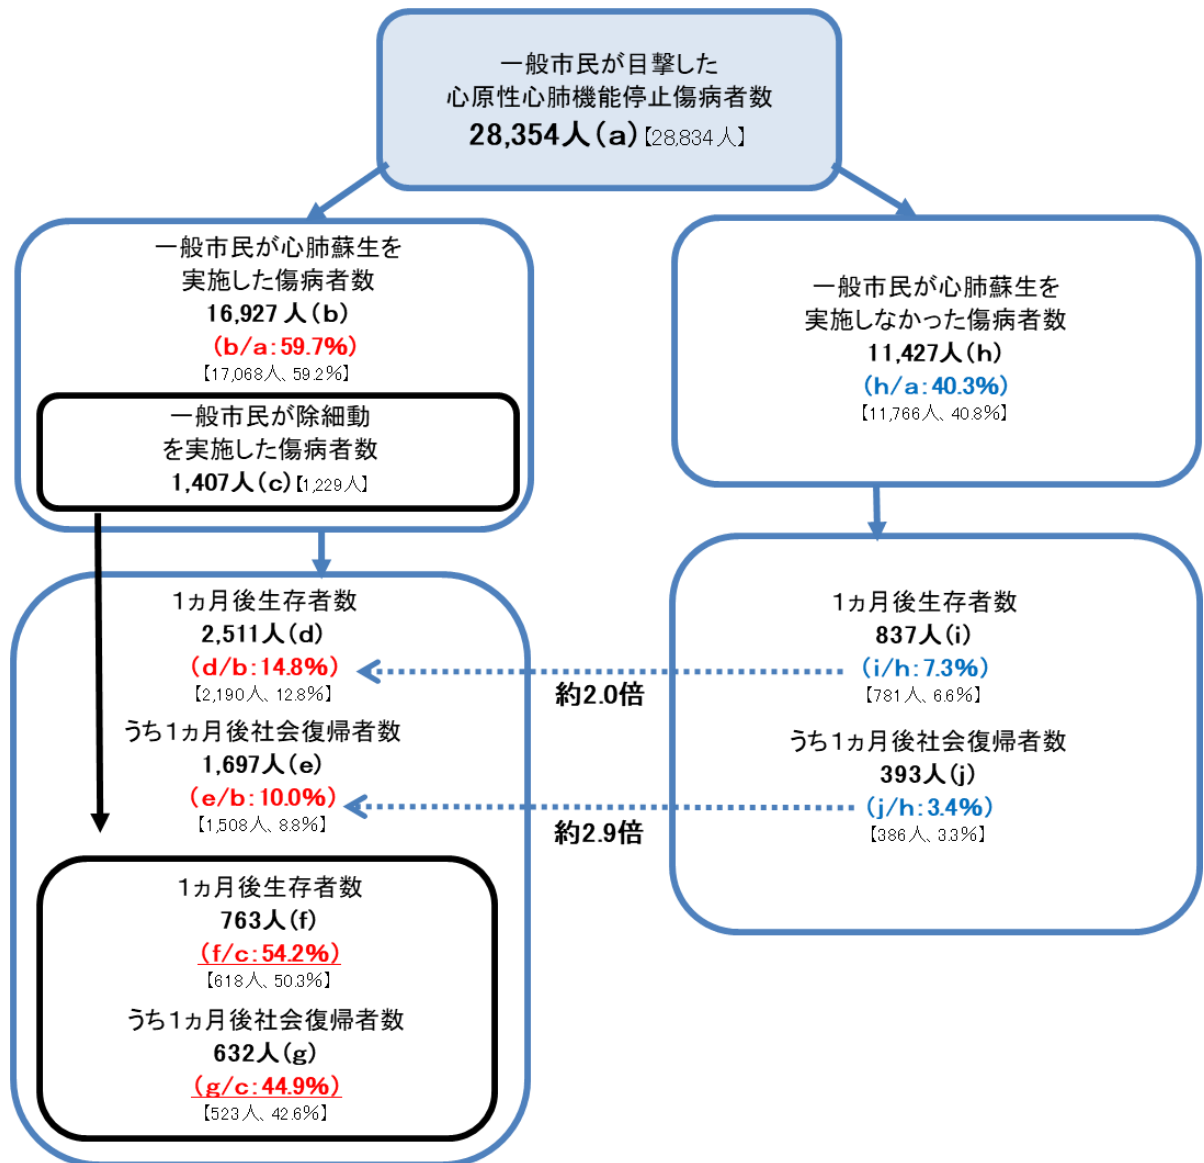 一般市民が目撃した
心原性心肺機能停止傷病者数
28,354人(a)【28,834人】
一般市民が心肺蘇生を
実施した傷病者数
16,927人(b)
(b/a:59.7%)
【17,068人、59.2%】
一般市民が除細動
を実施した傷病者数
1,407人(c)【1,229人】
一般市民が心肺蘇生を
実施しなかった傷病者数
11,427人(h)
(h/a:40.3%)
【11,766人、40.8%】
1ヵ月後生存者数
2,511人(d)
(d/b:14.8%)
【2,190人、12.8%】
うち1ヵ月後社会復帰者数
1,697人(e)
(e/b:10.0%)
【1,508人、8.8%】
約2.0倍
約2.9倍
1ヵ月後生存者数
837人(i)
(i/h:7.3%)
【781人、6.6%】
うち1ヵ月後社会復帰者数
393人(j)
(j/h:3.4%)
【386人、3.3%】
1ヵ月後生存者数
763人(f)
(f/c:54.2%)
【618人、50.3%】
うち1ヵ月後社会復帰者数
632人(g)
(g/c:44.9%)
【523人、42.6%】